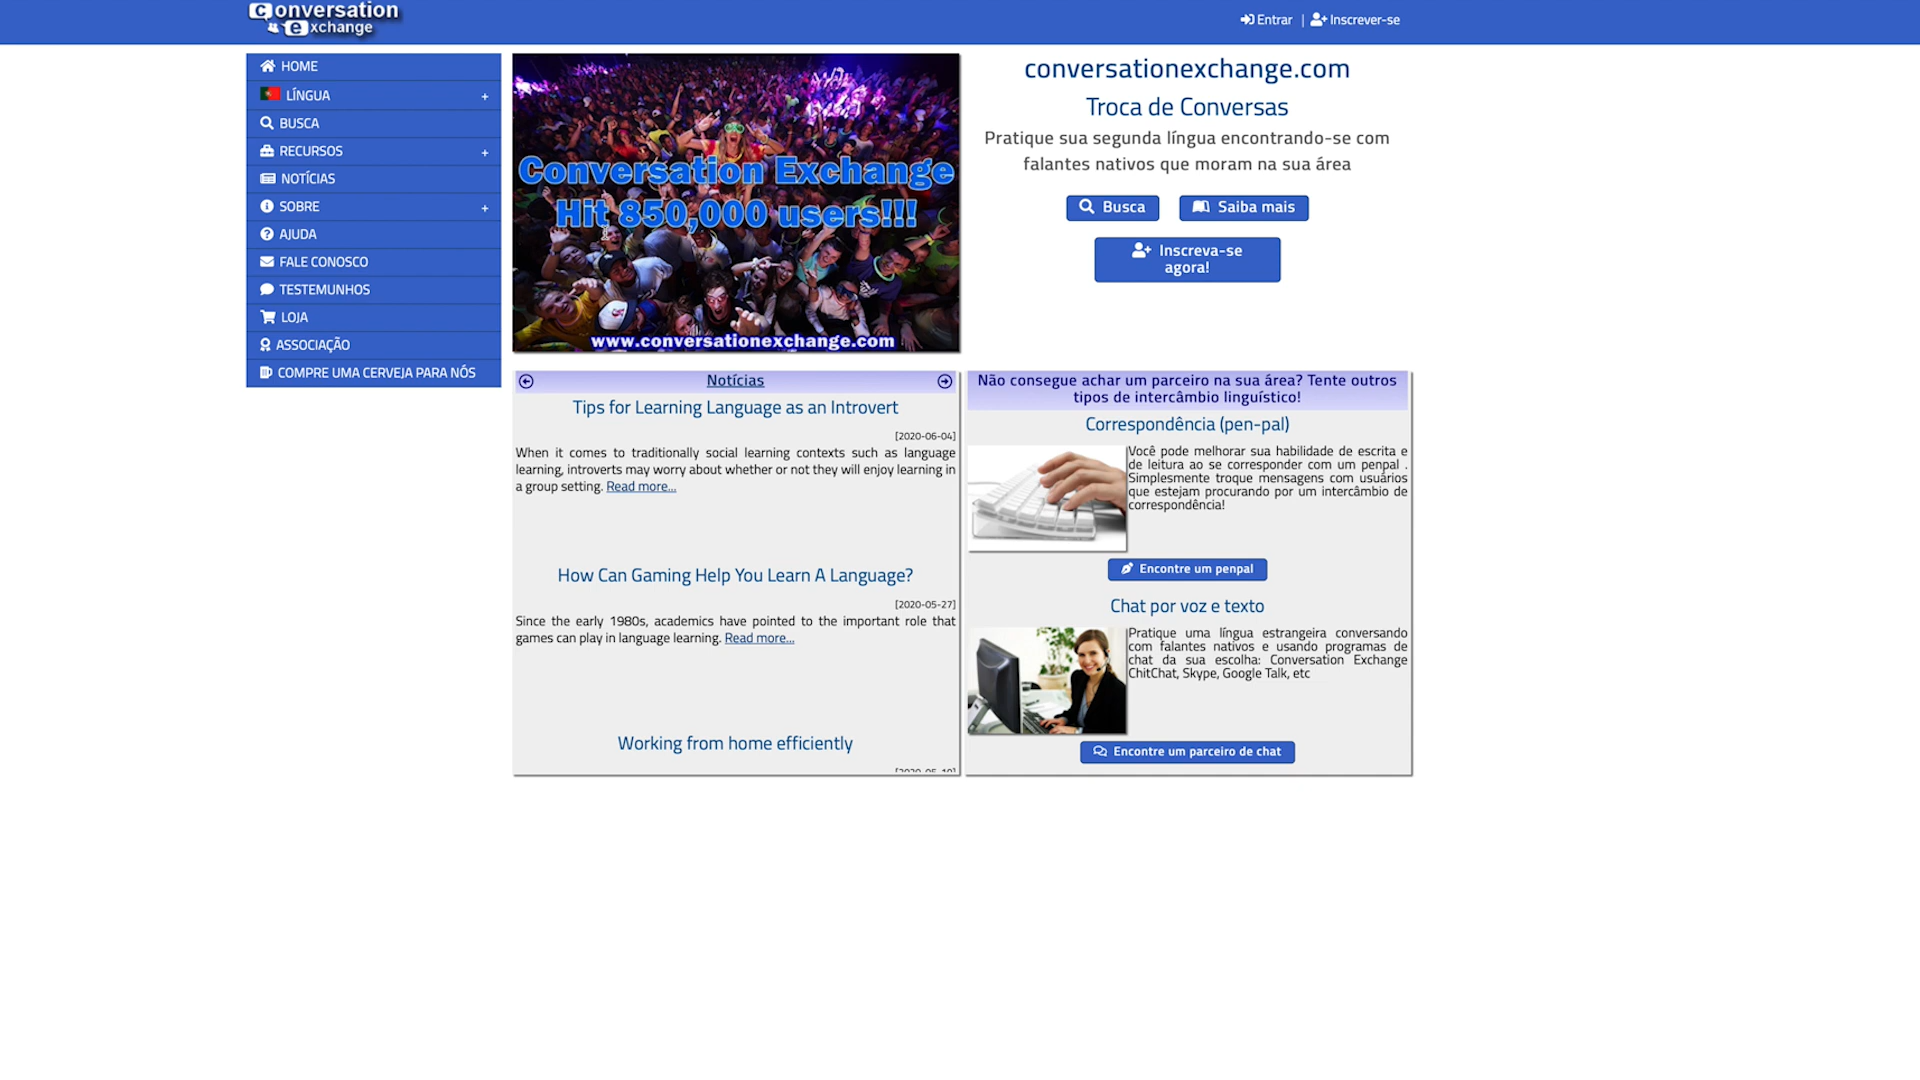 conversation
exchange
Entrar | Inscrever-se
HOME
LÍNGUA +
BUSCA
RECURSOS +
NOTÍCIAS
SOBRE +
AJUDA
FALE CONOSCO
TESTEMUNHOS
LOJA
ASSOCIAÇÃO
COMPRE UMA CERVEJA PARA NÓS
Conversation Exchange
Hit 850,000 users!!!
www.conversationexchange.com
conversationexchange.com
Troca de Conversas
Pratique sua segunda língua encontrando-se com
falantes nativos que moram na sua área
Busca
Saiba mais
Inscreva-se
agora!
Notícias
Tips for Learning Language as an Introvert
[2020-06-04]
When it comes to traditionally social learning contexts such as language
learning, introverts may worry about whether or not they will enjoy learning in
a group setting. Read more...
How Can Gaming Help You Learn A Language?
[2020-05-27]
Since the early 1980s, academics have pointed to the important role that
games can play in language learning. Read more...
Working from home efficiently
Não consegue achar um parceiro na sua área? Tente outros
tipos de intercâmbio linguístico!
Correspondência (pen-pal)
Você pode melhorar sua habilidade de escrita e
de leitura ao se corresponder com um penpal .
Simplesmente troque mensagens com usuários
que estejam procurando por um intercâmbio de
correspondência!
Encontre um penpal
Chat por voz e texto
Pratique uma língua estrangeira conversando
com falantes nativos e usando programas de
chat da sua escolha: Conversation Exchange
ChitChat, Skype, Google Talk, etc
Encontre um parceiro de chat